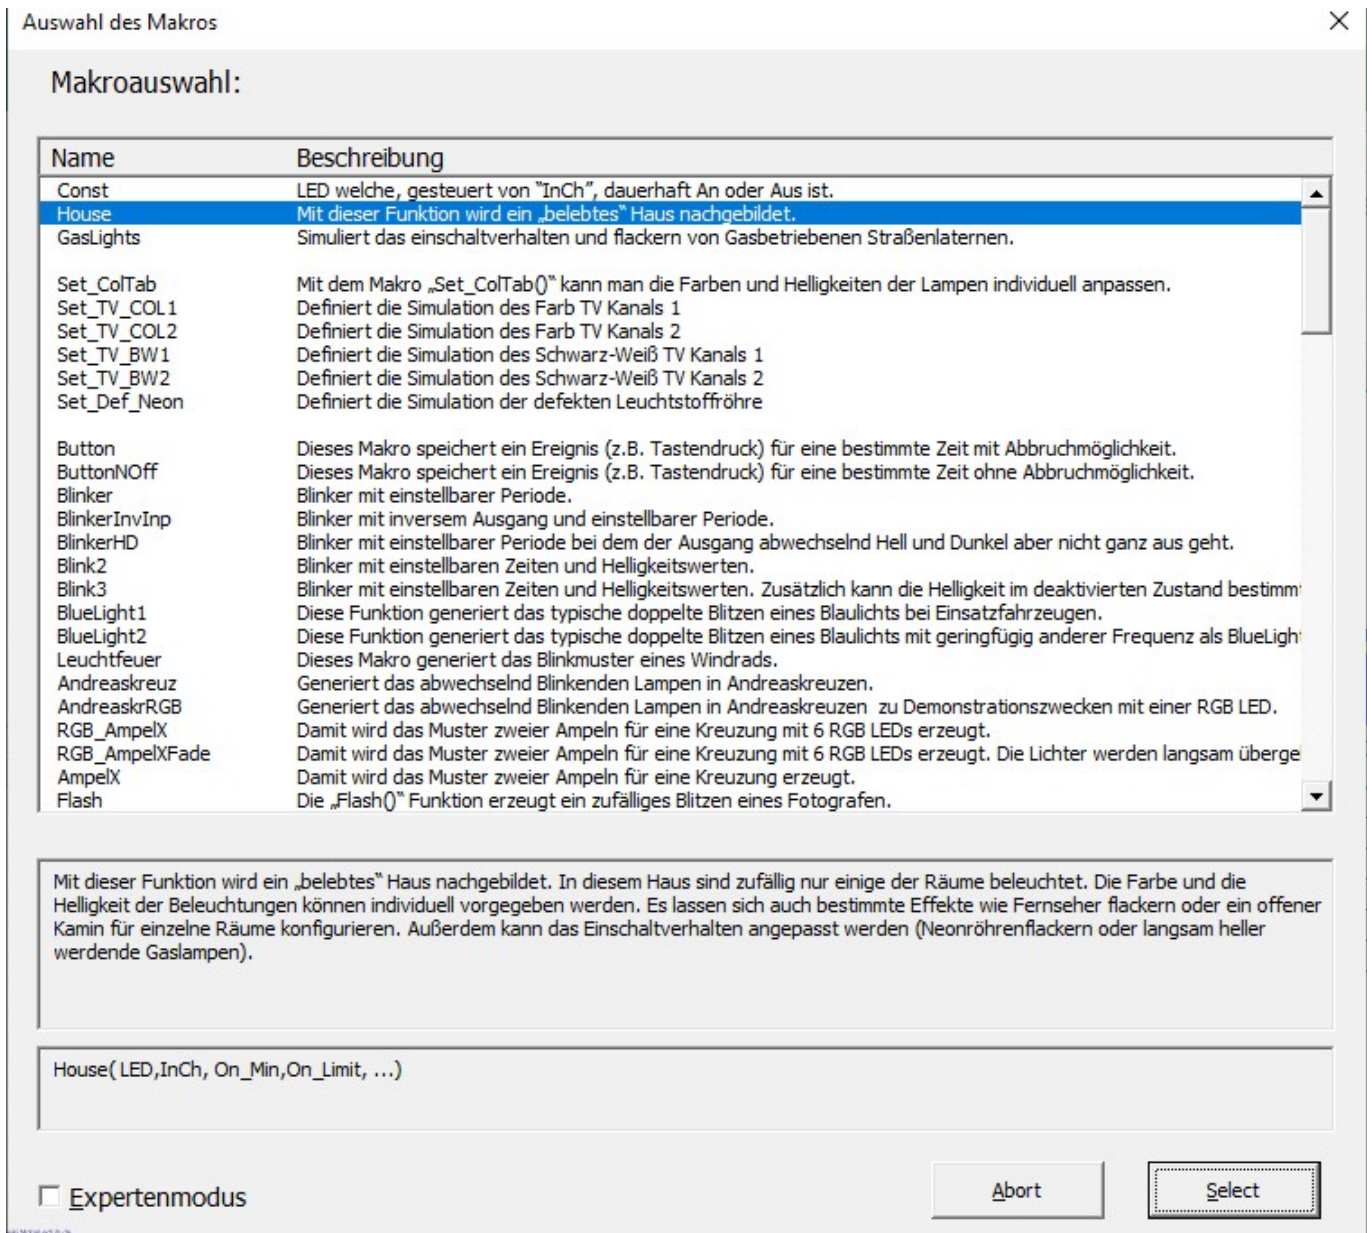 Auswahl des Makros
Makroauswahl:
Name Beschreibung
Const LED welche, gesteuert von "InCh", dauerhaft An oder Aus ist.
House Mit dieser Funktion wird ein „belebtes“ Haus nachgebildet.
GasLights Simuliert das einschaltverhalten und flackern von Gasbetriebenen Straßenlaternen.
Set_ColTab Mit dem Makro „Set_ColTab()“ kann man die Farben und Helligkeiten der Lampen individuell anpassen.
Set_TV_COL1 Definiert die Simulation des Farb TV Kanals 1
Set_TV_COL2 Definiert die Simulation des Farb TV Kanals 2
Set_TV_BW1 Definiert die Simulation des Schwarz-Weiß TV Kanals 1
Set_TV_BW2 Definiert die Simulation des Schwarz-Weiß TV Kanals 2
Set_Def_Neon Definiert die Simulation der defekten Leuchtstoffröhre
Button Dieses Makro speichert ein Ereignis (z.B. Tastendruck) für eine bestimmte Zeit mit Abbruchmöglichkeit.
ButtonNOff Dieses Makro speichert ein Ereignis (z.B. Tastendruck) für eine bestimmte Zeit ohne Abbruchmöglichkeit.
Blinker Blinker mit einstellbarer Periode.
BlinkerInvInp Blinker mit inversem Ausgang und einstellbarer Periode.
BlinkerHD Blinker mit einstellbarer Periode bei dem der Ausgang abwechselnd Hell und Dunkel aber nicht ganz aus geht.
Blink2 Blinker mit einstellbaren Zeiten und Helligkeitswerten.
Blink3 Blinker mit einstellbaren Zeiten und Helligkeitswerten. Zusätzlich kann die Helligkeit im deaktivierten Zustand bestimm
BlueLight1 Diese Funktion generiert das typische doppelte Blitzen eines Blaulichts bei Einsatzfahrzeugen.
BlueLight2 Diese Funktion generiert das typische doppelte Blitzen eines Blaulichts mit geringfügig anderer Frequenz als BlueLigh
Leuchtfeuer Dieses Makro generiert das Blinkmuster eines Windrads.
Andreaskreuz Generiert das abwechselnd Blinkenden Lampen in Andreaskreuzen.
AndreaskrRGB Generiert das abwechselnd Blinkenden Lampen in Andreaskreuzen zu Demonstrationszwecken mit einer RGB LED.
RGB_AmpelX Damit wird das Muster zweier Ampeln für eine Kreuzung mit 6 RGB LEDs erzeugt.
RGB_AmpelXFade Damit wird das Muster zweier Ampeln für eine Kreuzung mit 6 RGB LEDs erzeugt. Die Lichter werden langsam überge
AmpelX Damit wird das Muster zweier Ampeln für eine Kreuzung erzeugt.
Flash Die „Flash()“ Funktion erzeugt ein zufälliges Blitzen eines Fotografen.
Mit dieser Funktion wird ein „belebtes“ Haus nachgebildet. In diesem Haus sind zufällig nur einige der Räume beleuchtet. Die Farbe und die
Helligkeit der Beleuchtungen können individuell vorgegeben werden. Es lassen sich auch bestimmte Effekte wie Fernseher flackern oder ein offener
Kamin für einzelne Räume konfigurieren. Außerdem kann das Einschaltverhalten angepasst werden (Neonröhrenflackern oder langsam heller
werdende Gaslampen).
House( LED,InCh, On_Min,On_Limit, ...)
Expertenmodus
Abort
Select